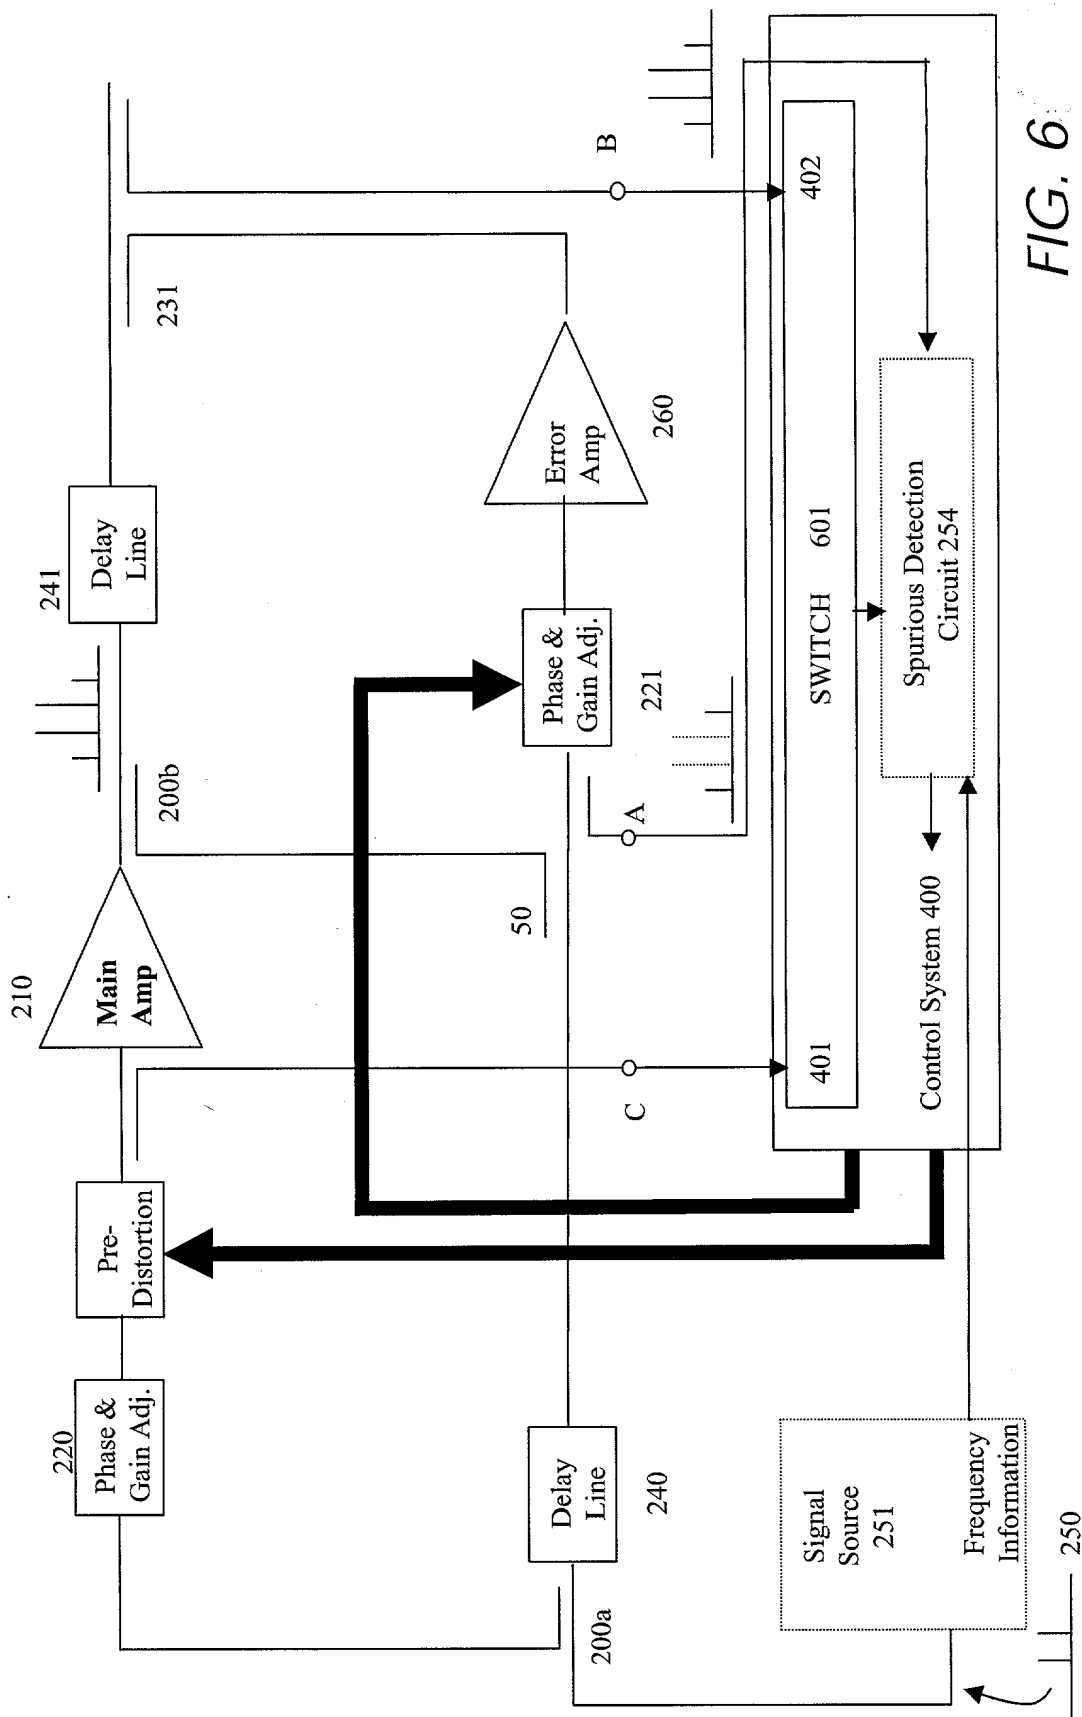 220
Phase &
Gain Adj.
Pre-
Distortion
210
Main
Amp
200b
241
Delay
Line
231
200a
Delay
Line
240
50
Phase &
Gain Adj.
221
Error
Amp
260
C
A
B
Signal
Source
251
Frequency
Information
250
401
SWITCH 601
402
Control System 400
Spurious Detection
Circuit 254
FIG. 6